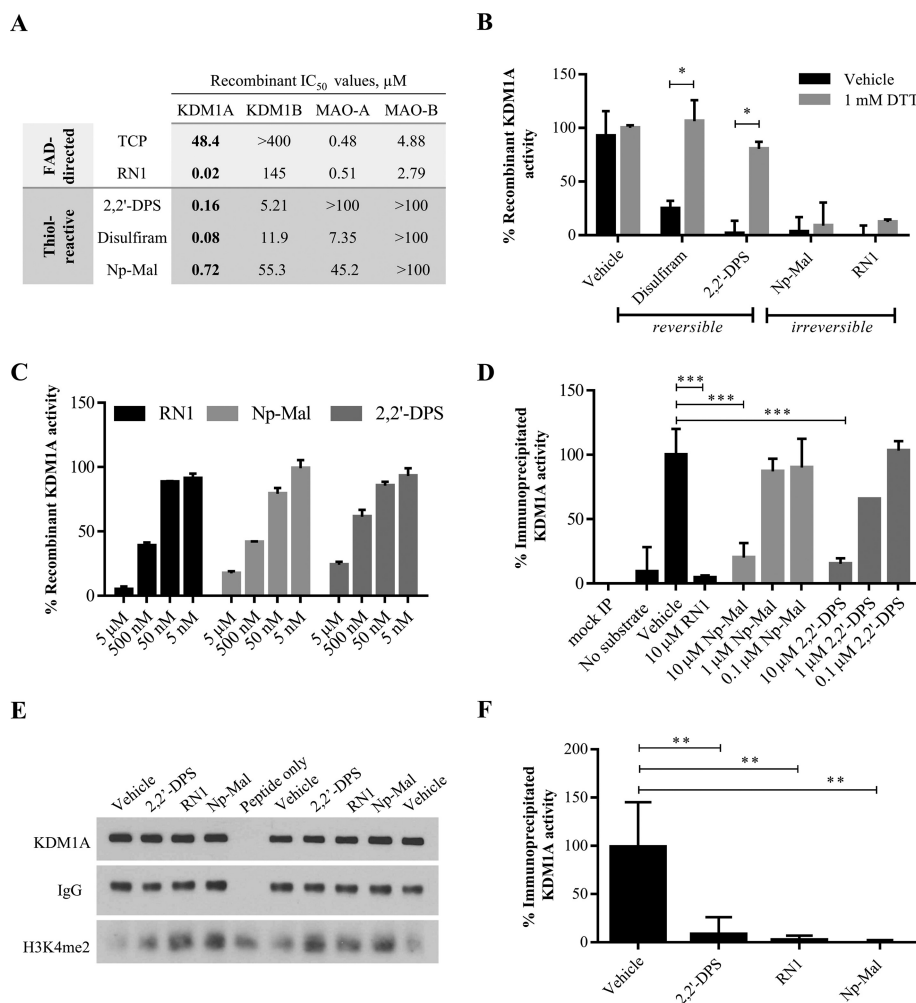 A
Recombinant IC50 values, µM
KDM1A KDM1B MAO-A MAO-B
FAD-directed
TCP 48.4 >400 0.48 4.88
RN1 0.02 145 0.51 2.79
Thiol-reactive
2,2'-DPS 0.16 5.21 >100 >100
Disulfiram 0.08 11.9 7.35 >100
Np-Mal 0.72 55.3 45.2 >100
B
% Recombinant KDM1A activity
150
100
50
0
Vehicle
1 mM DTT
*
*
Vehicle Disulfiram 2,2'-DPS Np-Mal RN1
reversible irreversible
C
% Recombinant KDM1A activity
150
100
50
0
RN1 Np-Mal 2,2'-DPS
5 µM 500 nM 50 nM 5 nM 5 µM 500 nM 50 nM 5 nM 5 µM 500 nM 50 nM 5 nM
D
% Immunoprecipitated KDM1A activity
150
100
50
0
***
***
***
mock IP No substrate Vehicle 10 µM RN1 10 µM Np-Mal 1 µM Np-Mal 0.1 µM Np-Mal 10 µM 2,2'-DPS 1 µM 2,2'-DPS 0.1 µM 2,2'-DPS
E
Vehicle 2,2'-DPS RN1 Np-Mal Peptide only Vehicle 2,2'-DPS RN1 Np-Mal Vehicle
KDM1A
IgG
H3K4me2
F
% Immunoprecipitated KDM1A activity
200
150
100
50
0
**
**
**
Vehicle 2,2'-DPS RN1 Np-Mal